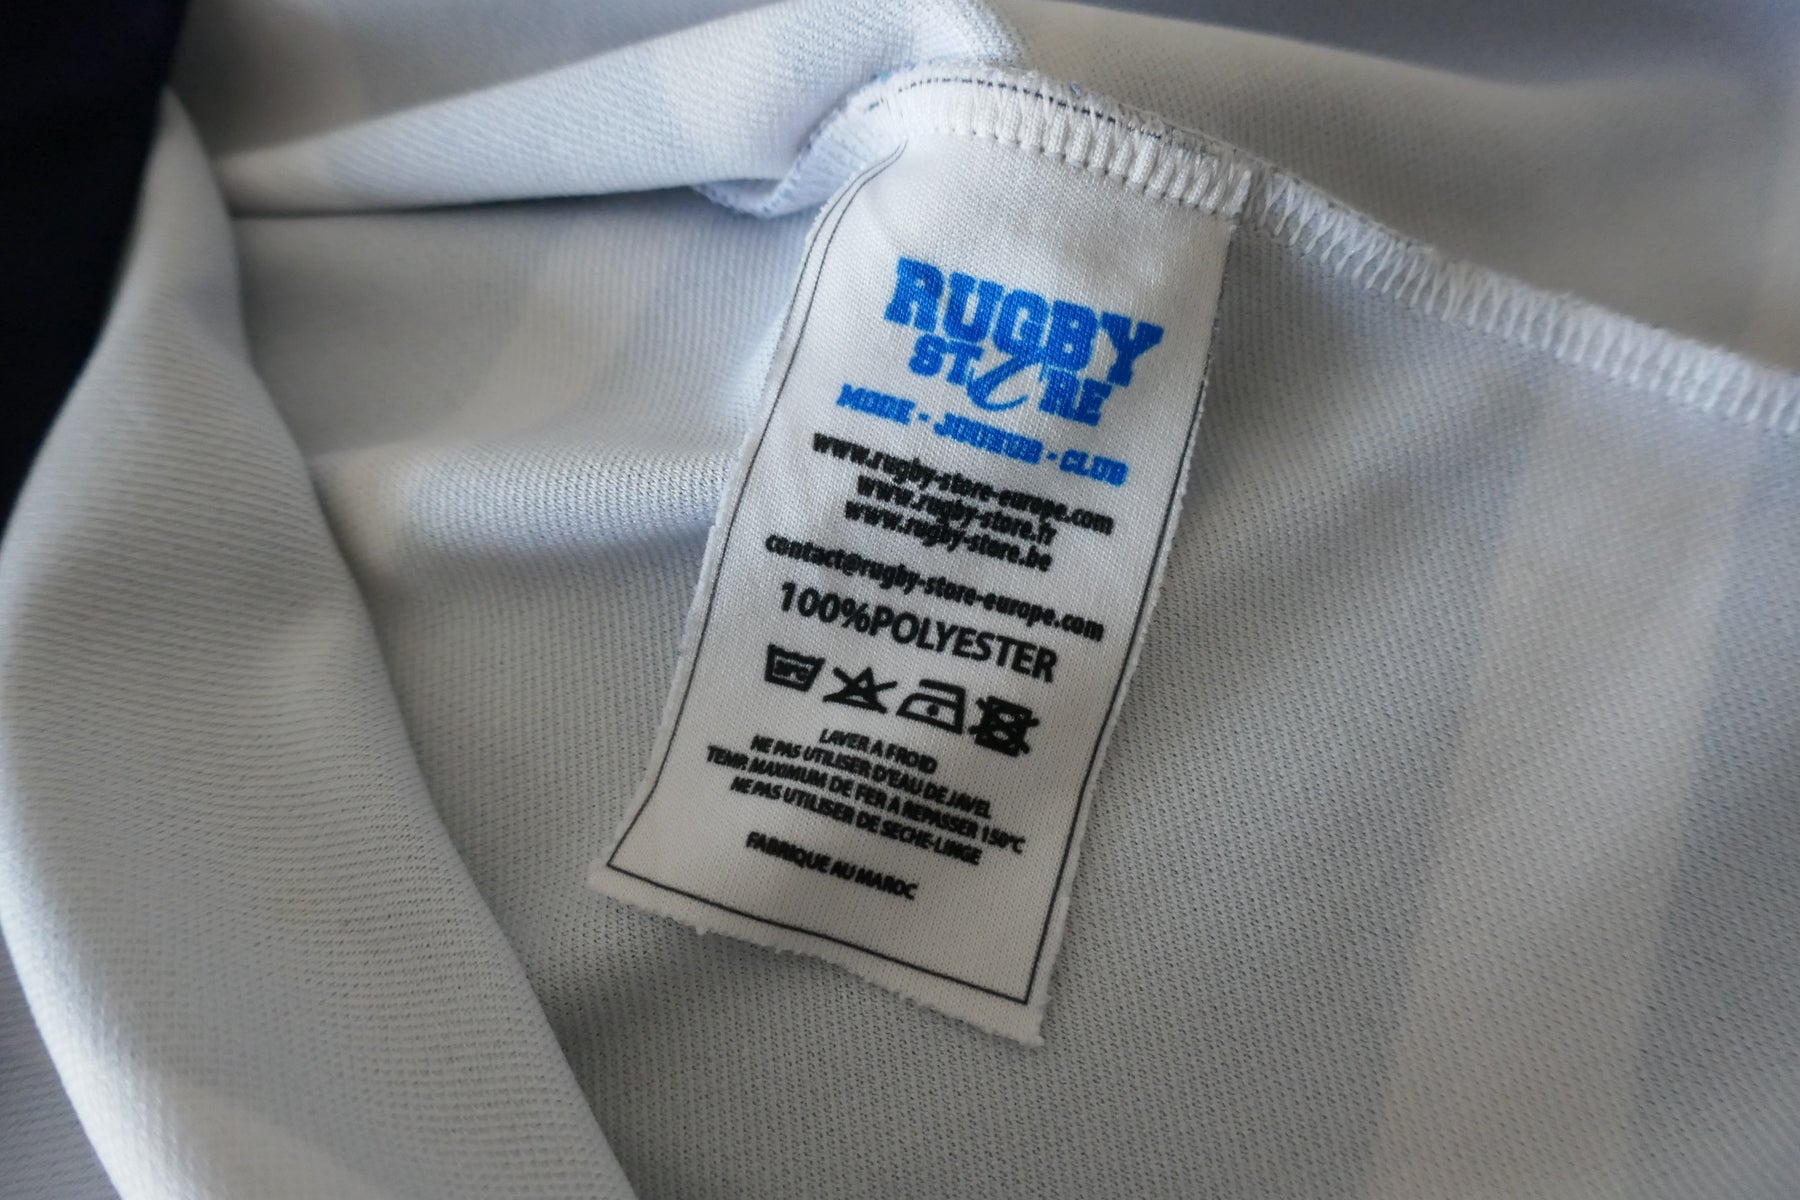 RUGBY
STORE
MODE - JOUEUR - CLUB
www.rugby-store-europe.com
www.rugby-store.fr
www.rugby-store.be
contact@rugby-store-europe.com
100%POLYESTER
LAVER A FROID
NE PAS UTILISER D'EAU DE JAVEL
TEMP. MAXIMUM DE FER A REPASSER 150°C
NE PAS UTILISER DE SECHE-LINGE
FABRIQUE AU MAROC